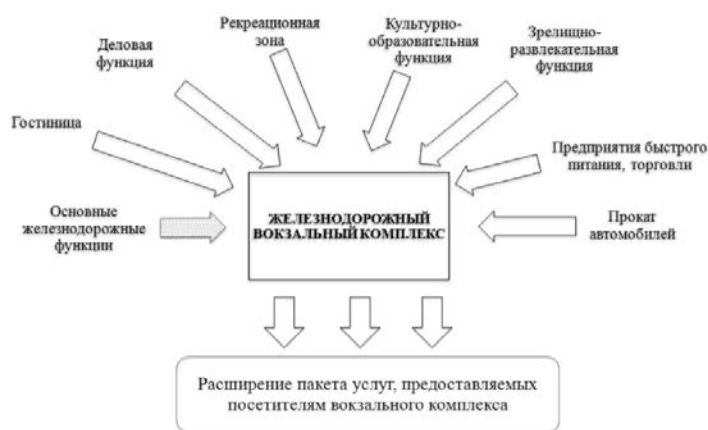 Рекреационная
зона
Культурно-
образовательная
функция
Зрелищно-
развлекательная
функция
Деловая
функция
Гостиница
Предприятия быстрого
питания, торговли
Основные
железнодорожные
функции
ЖЕЛЕЗНОДОРОЖНЫЙ
ВОКЗАЛЬНЫЙ КОМПЛЕКС
Прокат
автомобилей
Расширение пакета услуг, предоставляемых
посетителям вокзального комплекса